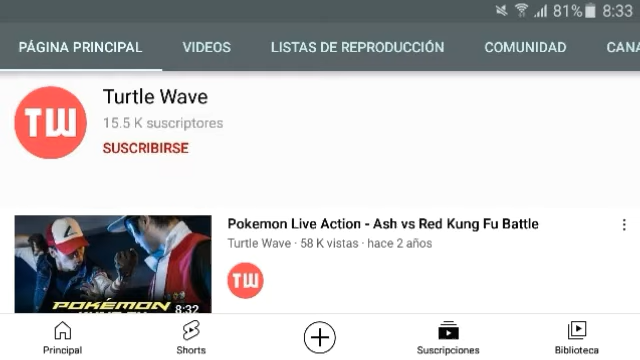 81% 8:33
PÁGINA PRINCIPAL VIDEOS LISTAS DE REPRODUCCIÓN COMUNIDAD CANA
TW
Turtle Wave
15.5 K suscriptores
SUSCRIBIRSE
Pokemon Live Action - Ash vs Red Kung Fu Battle
Turtle Wave · 58 K vistas · hace 2 años
TW
POKÉMON
KUNG FU
8:32
Principal Shorts Suscripciones Biblioteca